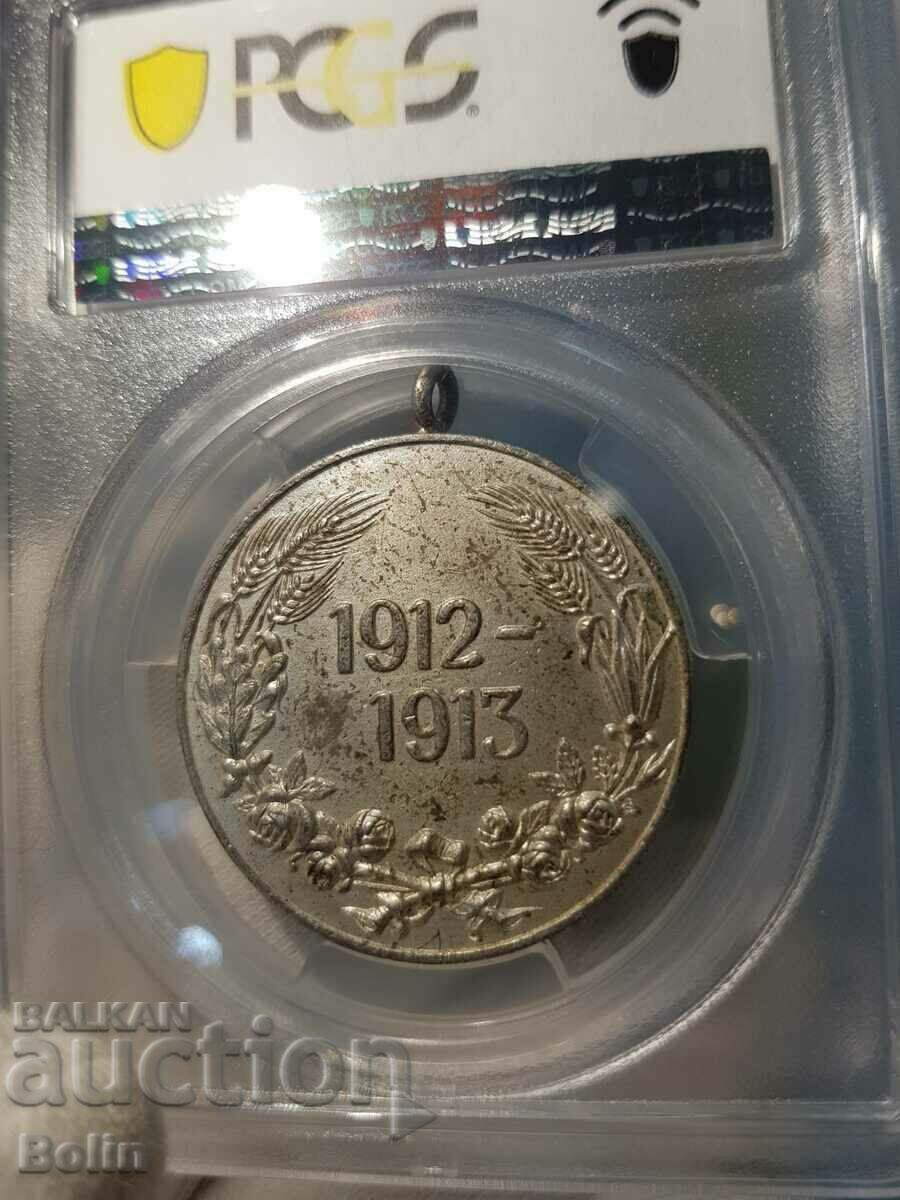 PCGS
1912-
1913
BALKAN
auction
Bolin